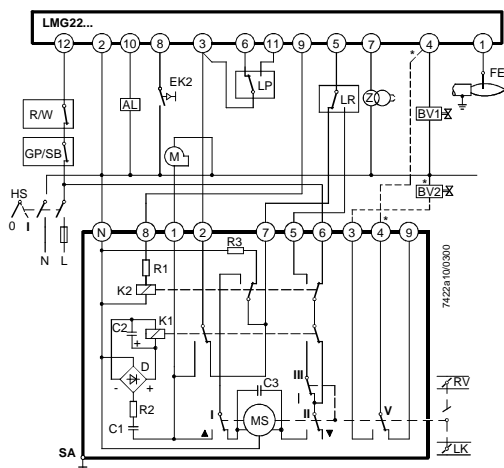 LMG22...
12 2 10 8 3 6 11 9 5 7 4 1
*
FE
EK2
LP
R/W
AL
LR
Z
BV1
GP/SB
M
*
BV2
HS
0 I
N L
N 8 1 2 7 5 6 3 4 9
*
R3
R1
K2
7422a10/0300
C2
K1
+
D
- +
III
I
C3
R2
RV
I
MS
II
V
C1
SA
LK